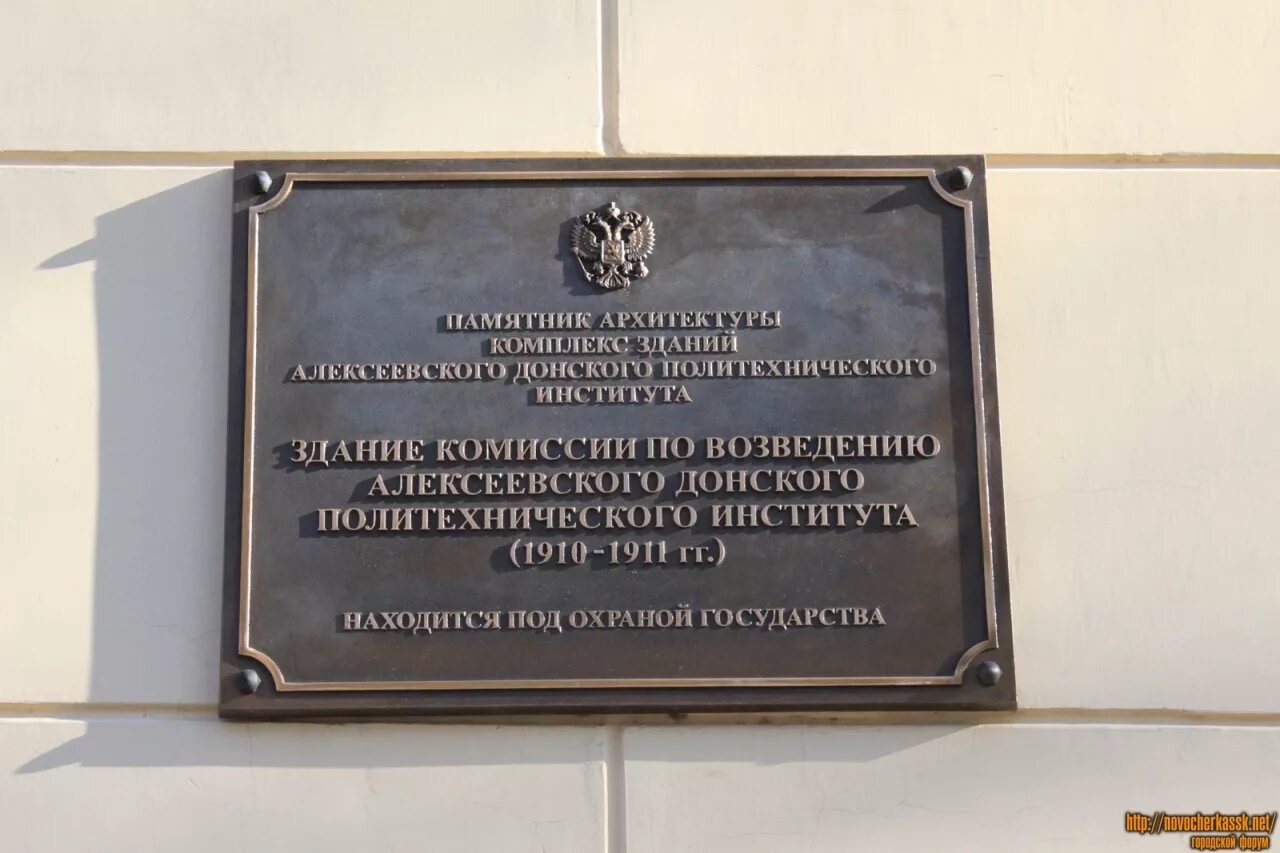 ПАМЯТНИК АРХИТЕКТУРЫ
КОМПЛЕКС ЗДАНИЙ
АЛЕКСЕЕВСКОГО ДОНСКОГО ПОЛИТЕХНИЧЕСКОГО
ИНСТИТУТА
ЗДАНИЕ КОМИССИИ ПО ВОЗВЕДЕНИЮ
АЛЕКСЕЕВСКОГО ДОНСКОГО
ПОЛИТЕХНИЧЕСКОГО ИНСТИТУТА
(1910-1911 гг.)
НАХОДИТСЯ ПОД ОХРАНОЙ ГОСУДАРСТВА
http://novocherkassk.net/
городской форум